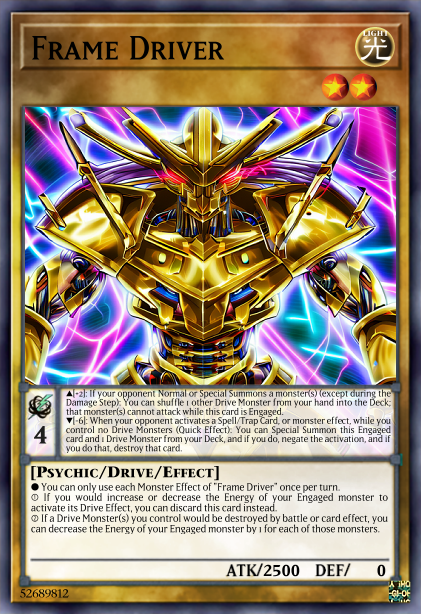 FRAME DRIVER
LIGHT
光
▲[-2]: If your opponent Normal or Special Summons a monster(s) (except during the
Damage Step): You can shuffle 1 other Drive Monster from your hand into the Deck;
that monster(s) cannot attack while this card is Engaged.
▼[-6]: When your opponent activates a Spell/Trap Card, or monster effect, while you
control no Drive Monsters (Quick Effect): You can Special Summon this Engaged
card and 1 Drive Monster from your Deck, and if you do, negate the activation, and if
you do that, destroy that card.
4
[PSYCHIC/DRIVE/EFFECT]
● You can only use each Monster Effect of "Frame Driver" once per turn.
① If you would increase or decrease the Energy of your Engaged monster to
activate its Drive Effect, you can discard this card instead.
② If a Drive Monster(s) you control would be destroyed by battle or card effect, you
can decrease the Energy of your Engaged monster by 1 for each of those monsters.
ATK/2500 DEF/ 0
52689812